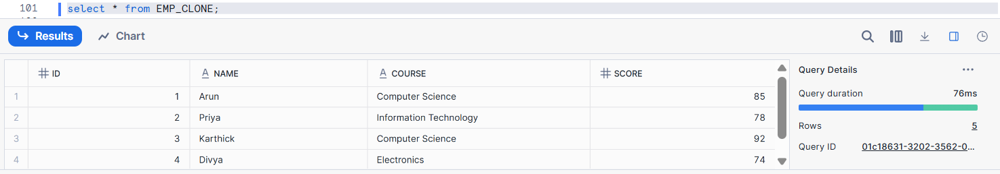 101 select * from EMP_CLONE;
Results Chart
ID NAME COURSE SCORE
1 1 Arun Computer Science 85
2 2 Priya Information Technology 78
3 3 Karthick Computer Science 92
4 4 Divya Electronics 74
Query Details ...
Query duration 76ms
Rows 5
Query ID 01c18631-3202-3562-0...